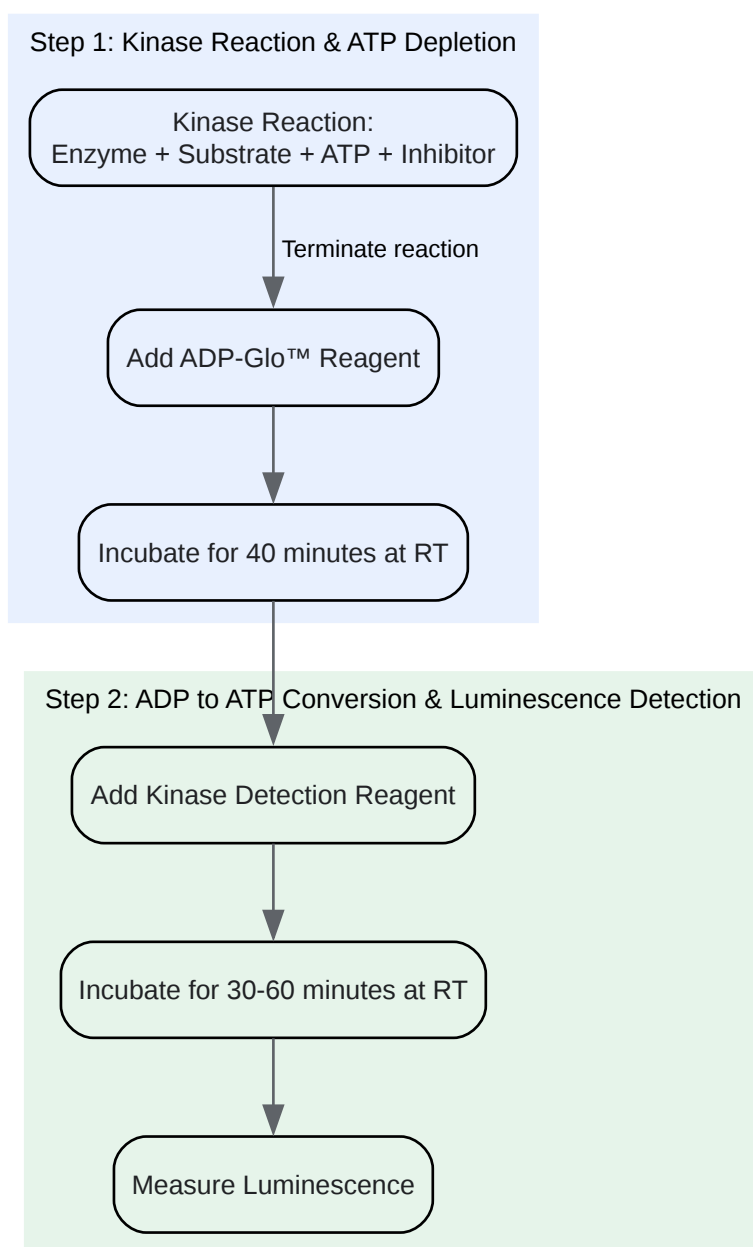 Step 1: Kinase Reaction & ATP Depletion
Kinase Reaction:
Enzyme + Substrate + ATP + Inhibitor
Terminate reaction
Add ADP-Glo™ Reagent
Incubate for 40 minutes at RT
Step 2: ADP to ATP Conversion & Luminescence Detection
Add Kinase Detection Reagent
Incubate for 30-60 minutes at RT
Measure Luminescence